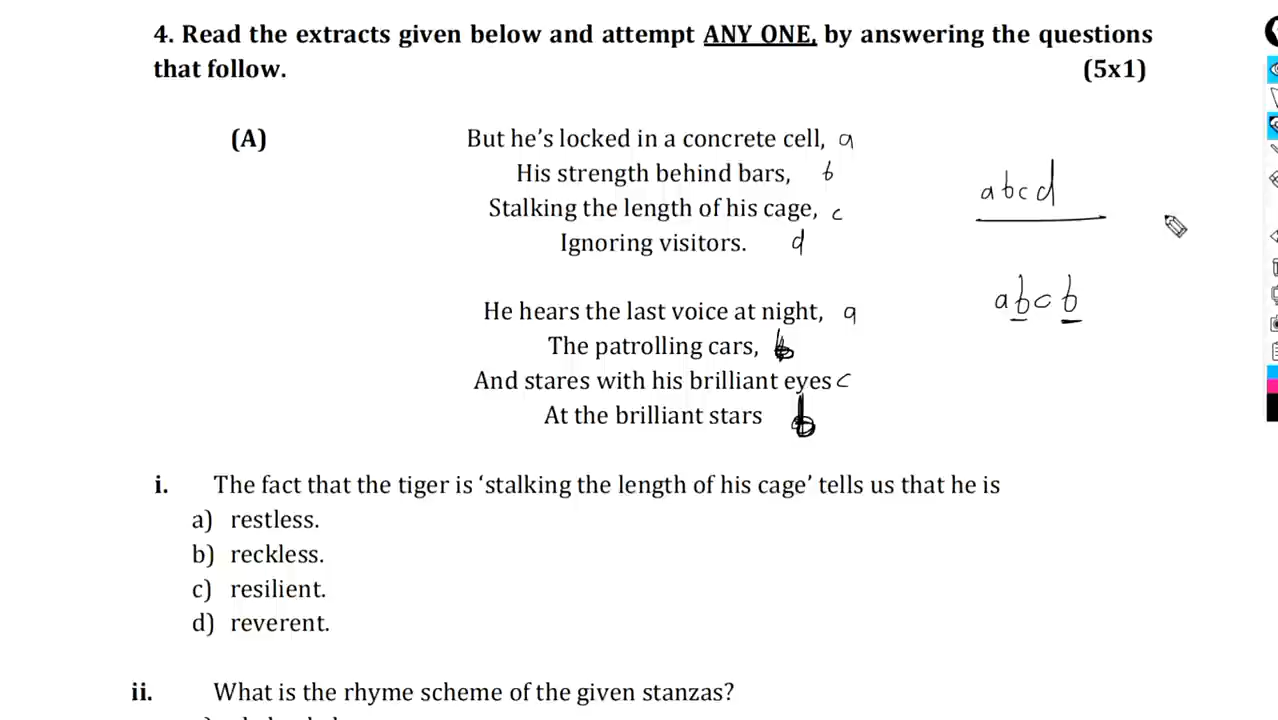 4. Read the extracts given below and attempt ANY ONE, by answering the questions
that follow. (5x1)
(A) But he's locked in a concrete cell, a
His strength behind bars, b
abcd
Stalking the length of his cage, c
Ignoring visitors. d
abcb
He hears the last voice at night, a
The patrolling cars, b
And stares with his brilliant eyes c
At the brilliant stars b
i. The fact that the tiger is ‘stalking the length of his cage’ tells us that he is
a) restless.
b) reckless.
c) resilient.
d) reverent.
ii. What is the rhyme scheme of the given stanzas?